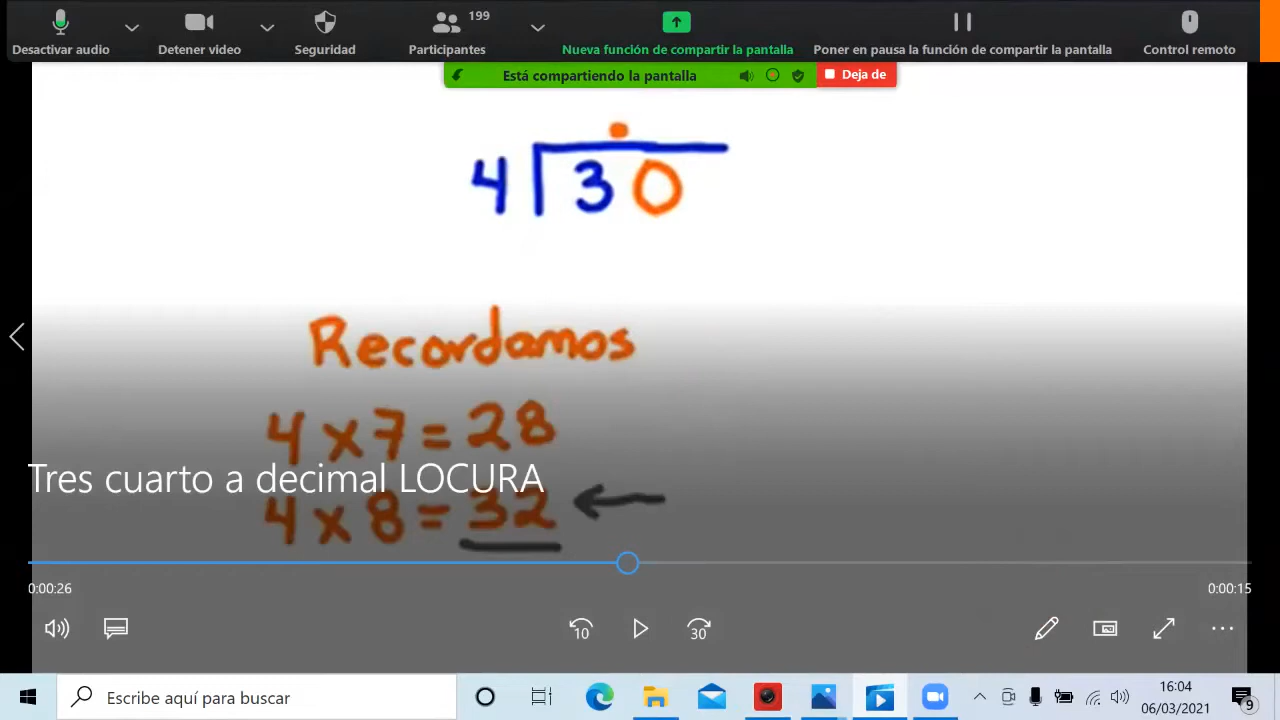 199
Desactivar audio
Detener video
Seguridad
Participantes
Nueva función de compartir la pantalla
Poner en pausa la función de compartir la pantalla
Control remoto
Está compartiendo la pantalla
Deja de
4 30
Recordamos
4 x 7 = 28
Tres cuarto a decimal LOCURA
4 x 8 = 32
0:00:26
0:00:15
10
30
Escribe aquí para buscar
16:04
06/03/2021
9